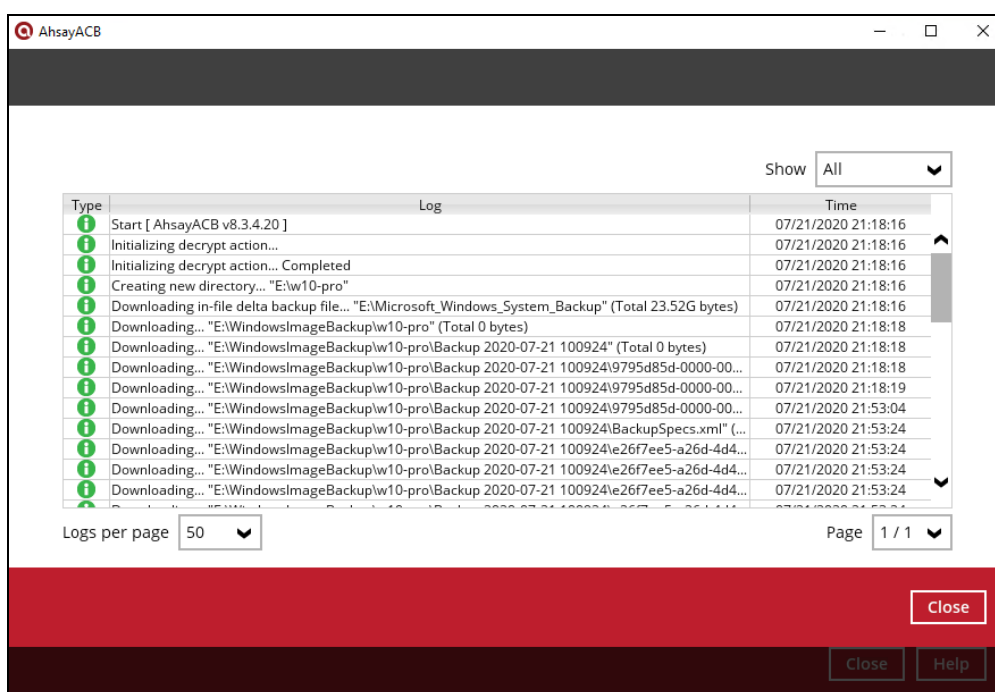 AhsayACB
Show All
Type Log Time
Start [ AhsayACB v8.3.4.20 ] 07/21/2020 21:18:16
Initializing decrypt action... 07/21/2020 21:18:16
Initializing decrypt action... Completed 07/21/2020 21:18:16
Creating new directory... "E:\w10-pro" 07/21/2020 21:18:16
Downloading in-file delta backup file... "E:\Microsoft_Windows_System_Backup" (Total 23.52G bytes) 07/21/2020 21:18:16
Downloading... "E:\WindowsImageBackup\w10-pro" (Total 0 bytes) 07/21/2020 21:18:18
Downloading... "E:\WindowsImageBackup\w10-pro\Backup 2020-07-21 100924" (Total 0 bytes) 07/21/2020 21:18:18
Downloading... "E:\WindowsImageBackup\w10-pro\Backup 2020-07-21 100924\9795d85d-0000-00... 07/21/2020 21:18:18
Downloading... "E:\WindowsImageBackup\w10-pro\Backup 2020-07-21 100924\9795d85d-0000-00... 07/21/2020 21:18:19
Downloading... "E:\WindowsImageBackup\w10-pro\Backup 2020-07-21 100924\9795d85d-0000-00... 07/21/2020 21:53:04
Downloading... "E:\WindowsImageBackup\w10-pro\Backup 2020-07-21 100924\BackupSpecs.xml" (... 07/21/2020 21:53:24
Downloading... "E:\WindowsImageBackup\w10-pro\Backup 2020-07-21 100924\e26f7ee5-a26d-4d4... 07/21/2020 21:53:24
Downloading... "E:\WindowsImageBackup\w10-pro\Backup 2020-07-21 100924\e26f7ee5-a26d-4d4... 07/21/2020 21:53:24
Downloading... "E:\WindowsImageBackup\w10-pro\Backup 2020-07-21 100924\e26f7ee5-a26d-4d4... 07/21/2020 21:53:24
Logs per page 50 Page 1 / 1
Close
Close Help